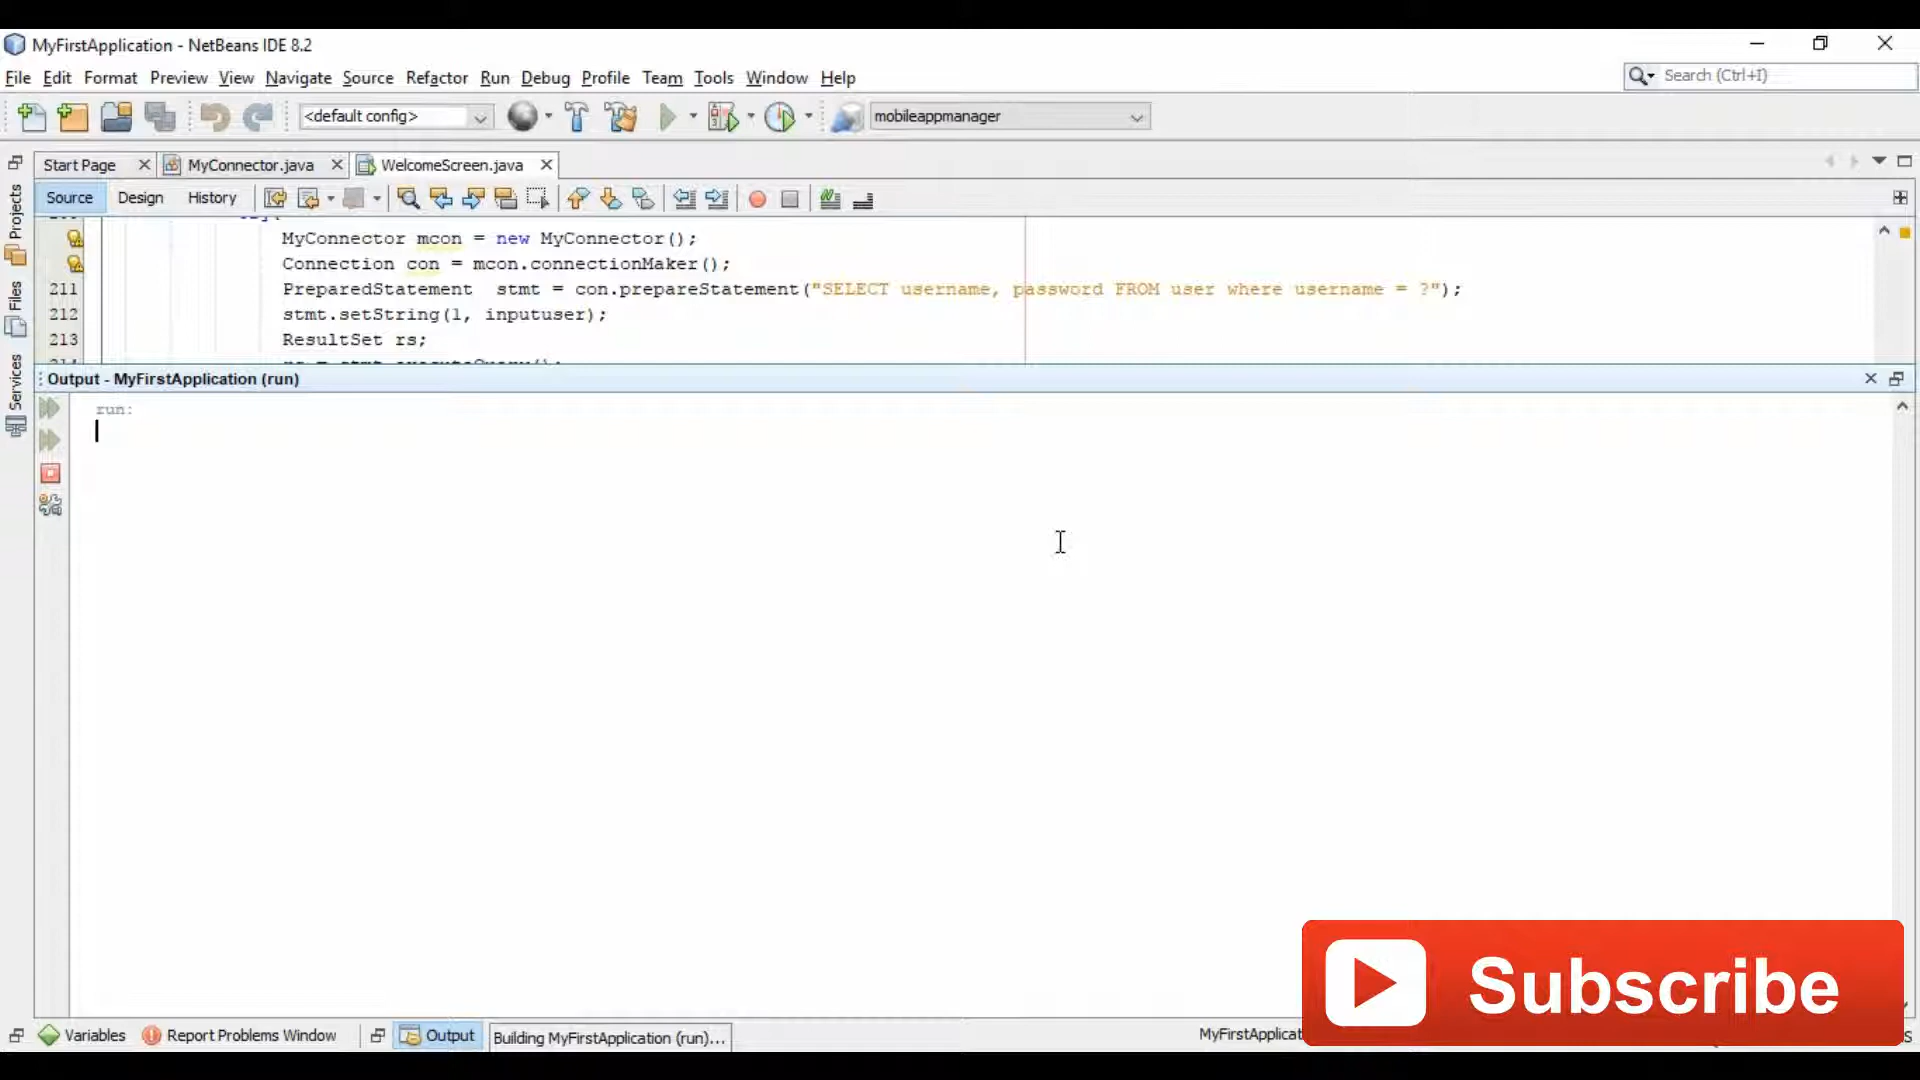 MyFirstApplication - NetBeans IDE 8.2
File Edit Format Preview View Navigate Source Refactor Run Debug Profile Team Tools Window Help
Search (Ctrl+I)
<default config>
mobileappmanager
Start Page
MyConnector.java
WelcomeScreen.java
Source Design History
Projects
Files
Services
MyConnector mcon = new MyConnector();
Connection con = mcon.connectionMaker();
211 PreparedStatement stmt = con.prepareStatement("SELECT username, password FROM user where username = ?");
212 stmt.setString(1, inputuser);
213 ResultSet rs;
Output - MyFirstApplication (run)
run:
Subscribe
Variables
Report Problems Window
Output
Building MyFirstApplication (run)...